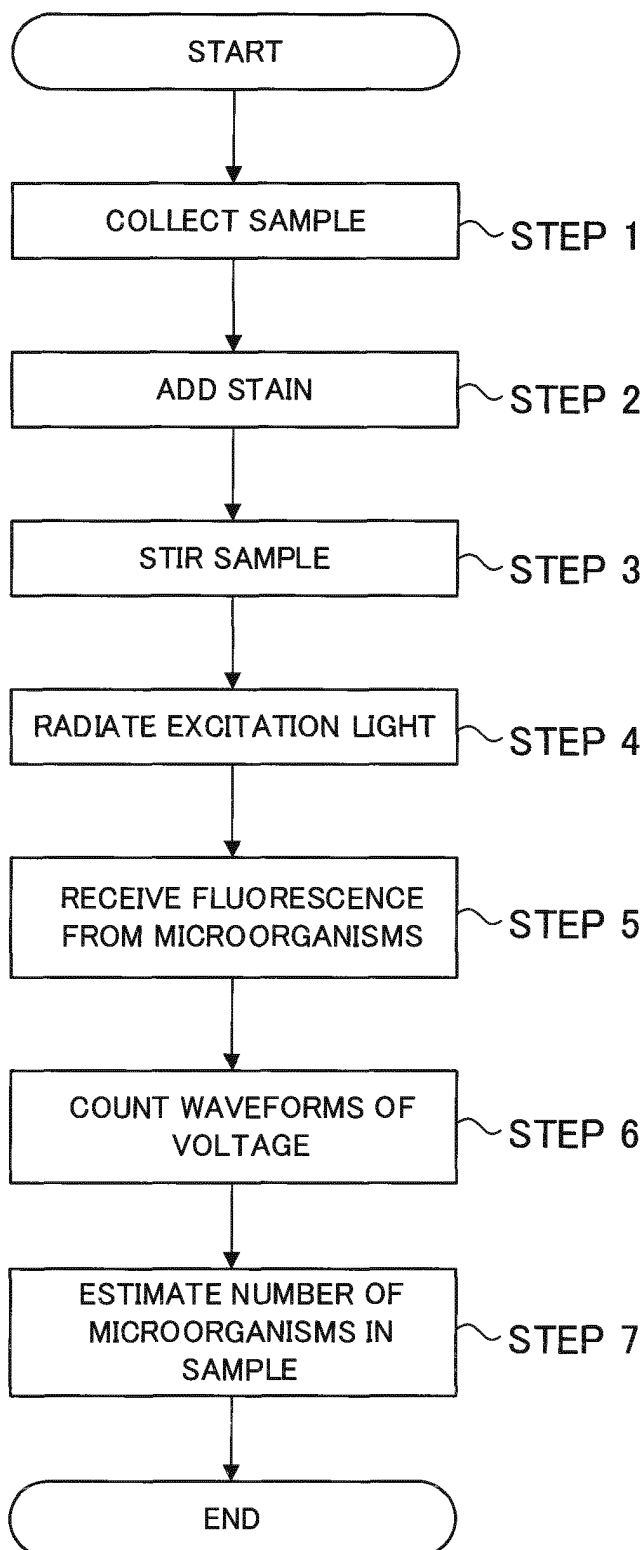 START
COLLECT SAMPLE
STEP 1
ADD STAIN
STEP 2
STIR SAMPLE
STEP 3
RADIATE EXCITATION LIGHT
STEP 4
RECEIVE FLUORESCENCE
FROM MICROORGANISMS
STEP 5
COUNT WAVEFORMS OF
VOLTAGE
STEP 6
ESTIMATE NUMBER OF
MICROORGANISMS IN
SAMPLE
STEP 7
END